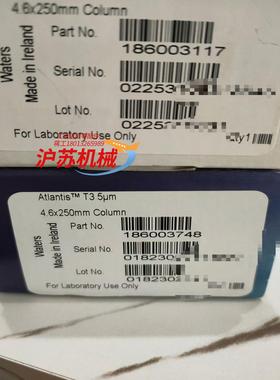 4.6x250mm Column
Waters
Made in Ireland
Part No.
186003117
Serial No.
Lot No
For Laboratory Use Only
Qty1
沪苏机械
Atlantis™ T3 5µm
4.6x250mm Column
Waters
Made in Ireland
Part No.
186003748
Serial No
Lot No
For Laboratory Use Only